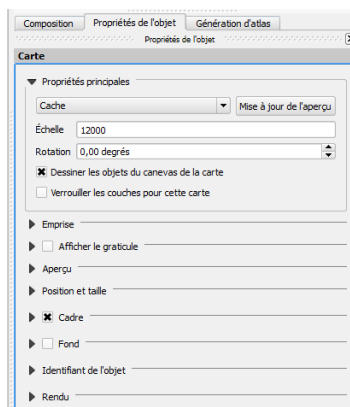 Composition Propriétés de l'objet Génération d'atlas
Propriétés de l'objet
Carte
Propriétés principales
Cache Mise à jour de l'aperçu
Échelle 12000
Rotation 0,00 degrés
Dessiner les objets du canevas de la carte
Verrouiller les couches pour cette carte
Emprise
Afficher le graticule
Aperçu
Position et taille
Cadre
Fond
Identifiant de l'objet
Rendu